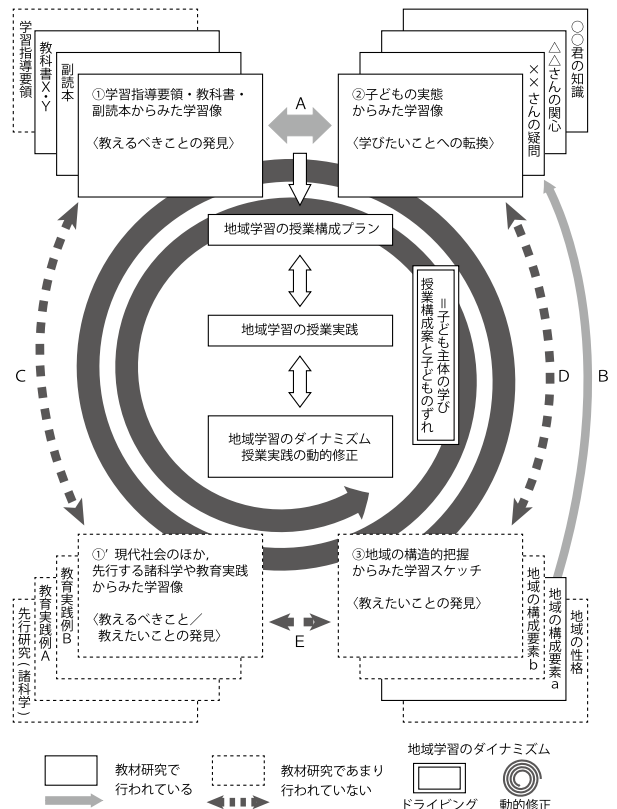 学習指導要領
教科書X・Y
副読本
①学習指導要領・教科書・
副読本からみた学習像
〈教えるべきことの発見〉
A
②子どもの実態
からみた学習像
〈学びたいことへの転換〉
××さんの疑問
△△さんの関心
○○君の知識
地域学習の授業構成プラン
地域学習の授業実践
地域学習のダイナミズム
授業実践の動的修正
授業構成案と子どものずれ
＝子ども主体の学び
C
D
B
①′ 現代社会のほか，
先行する諸科学や教育実践
からみた学習像
〈教えるべきこと／
教えたいことの発見〉
教育実践例B
教育実践例A
先行研究（諸科学）
E
③地域の構造的把握
からみた学習スケッチ
〈教えたいことの発見〉
地域の構成要素b
地域の構成要素a
地域の性格
教材研究で
行われている
教材研究であまり
行われていない
地域学習のダイナミズム
ドライビング
動的修正